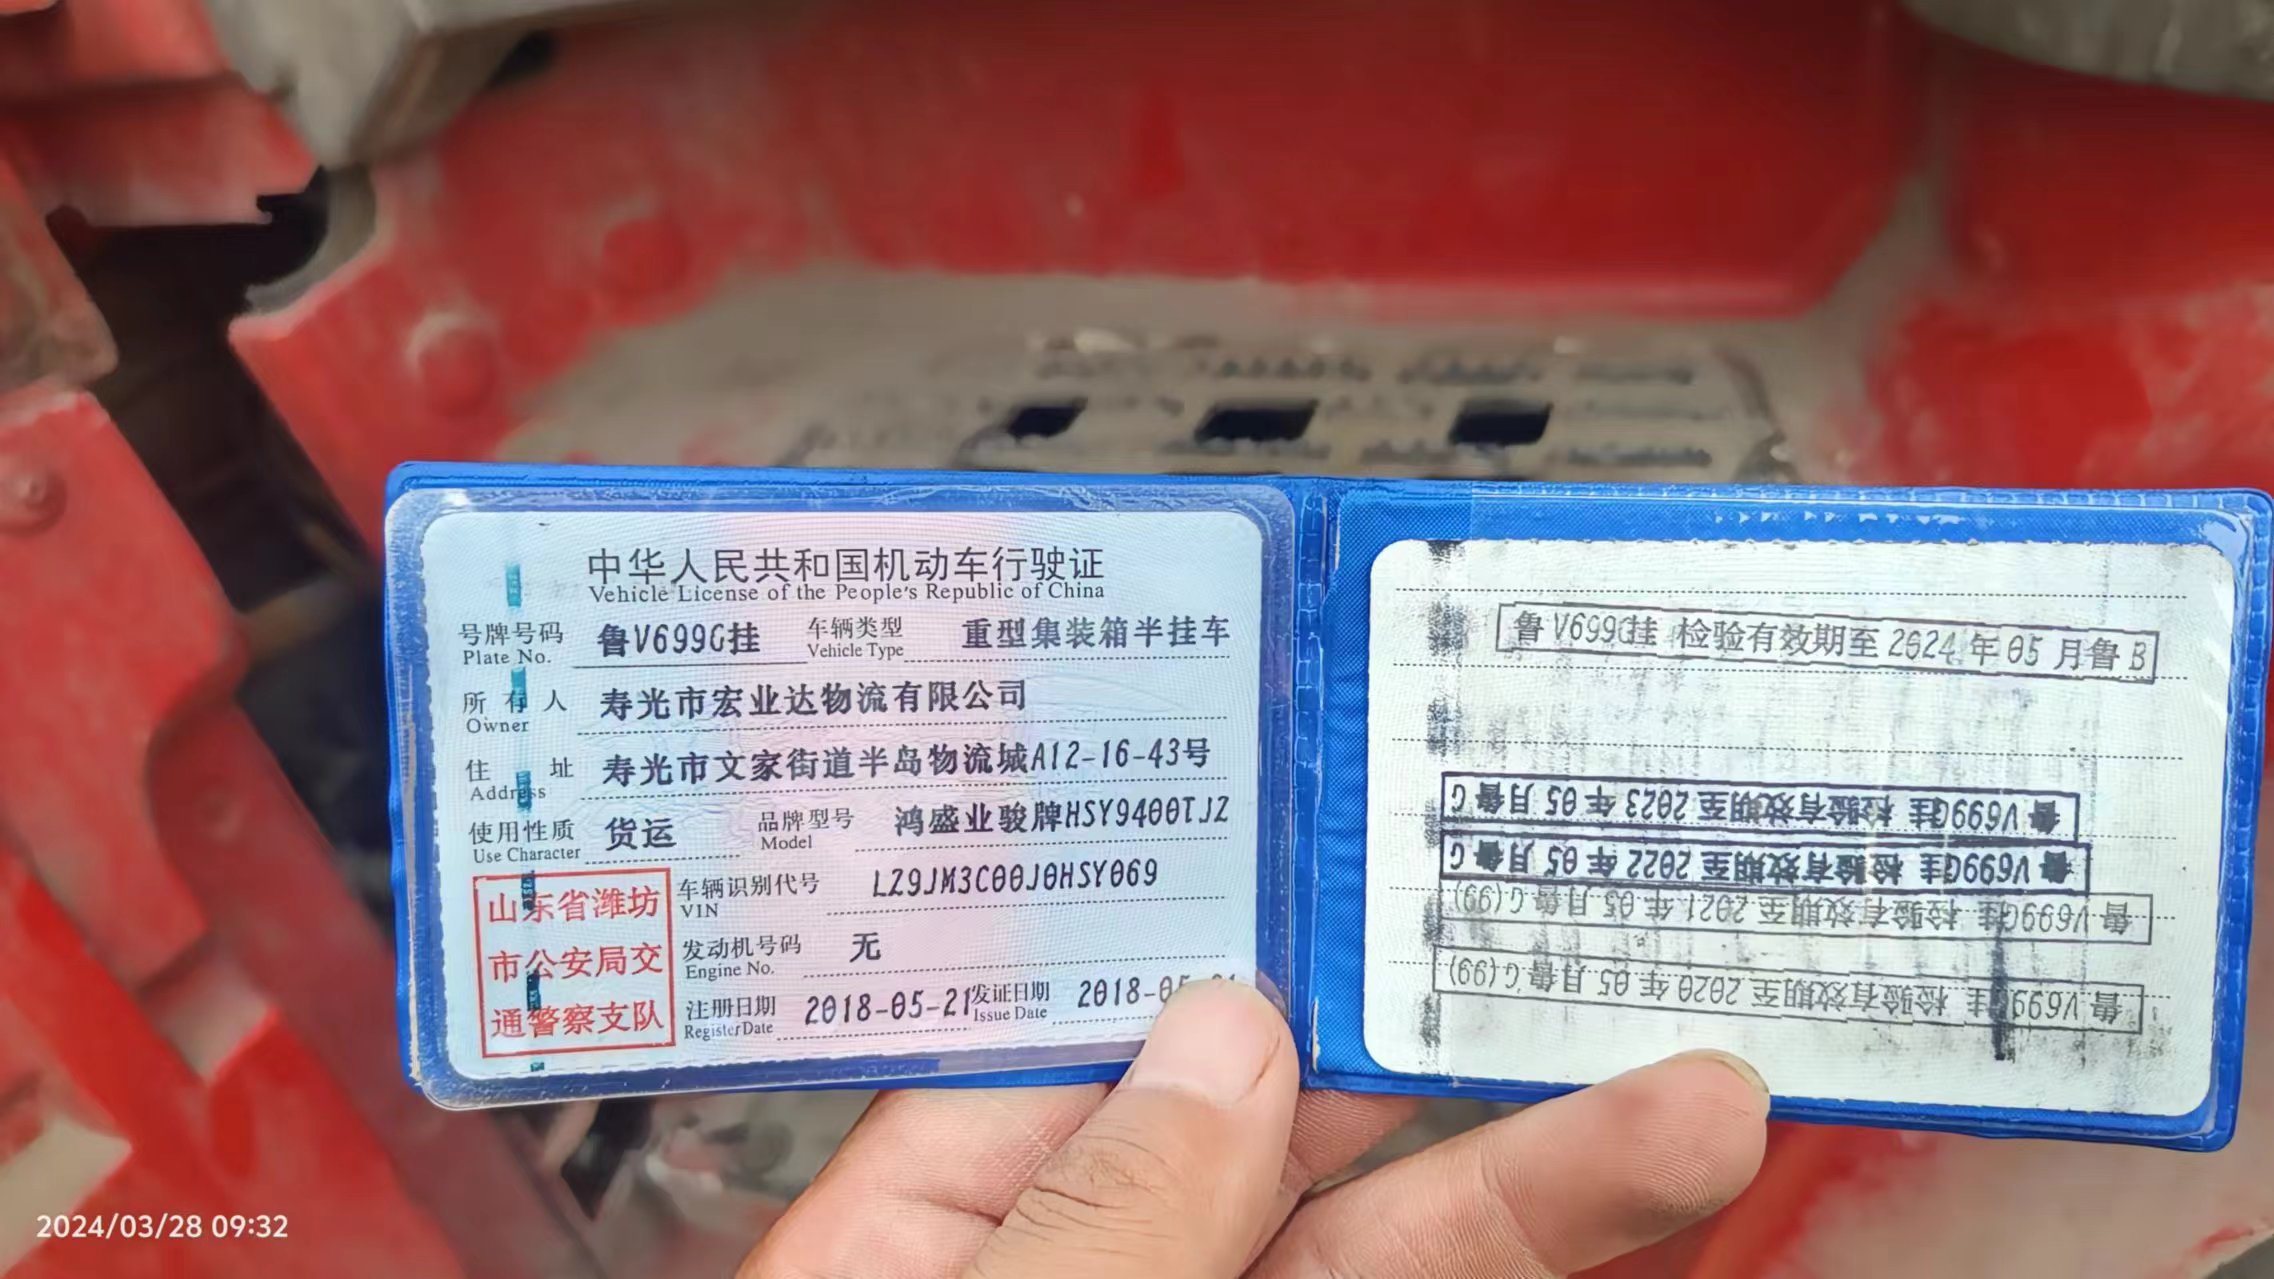 中华人民共和国机动车行驶证
Vehicle License of the People's Republic of China
号牌号码 鲁V699G挂 车辆类型 重型集装箱半挂车
Plate No. Vehicle Type
所有人 寿光市宏业达物流有限公司
Owner
住址 寿光市文家街道半岛物流城A12-16-43号
Address
使用性质 货运 品牌型号 鸿盛业骏牌HSY9400TJZ
Use Character Model
山东省潍坊
市公安局交
通警察支队
车辆识别代号 LZ9JM3C00J0HSY069
VIN
发动机号码 无
Engine No.
注册日期 2018-05-21 发证日期 2018-05-21
Register Date Issue Date
鲁V699G挂 检验有效期至2024年05月鲁B
鲁V699G挂 检验有效期至2023年05月鲁G
鲁V699G挂 检验有效期至2022年05月鲁G
鲁V699G挂 检验有效期至2021年05月鲁G(99)
鲁V699G挂 检验有效期至2020年05月鲁G(99)
2024/03/28 09:32